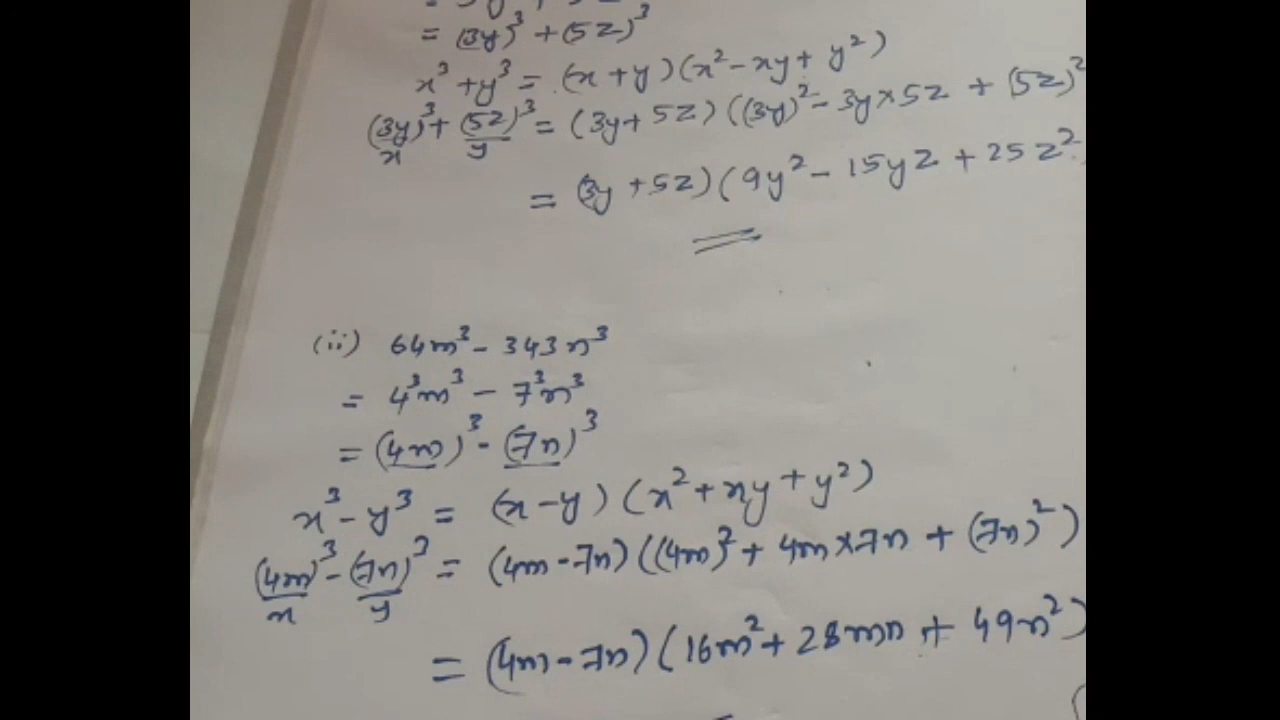 = (3y)³ + (5z)³
x³ + y³ = (x + y) (x² - xy + y²)
(3y)³ + (5z)³ = (3y + 5z) ((3y)² - 3y × 5z + (5z)²
x y
= (3y + 5z) (9y² - 15yz + 25z²
(ii) 64m³ - 343n³
= 4³m³ - 7³n³
= (4m)³ - (7n)³
x³ - y³ = (x - y) (x² + xy + y²)
(4m)³ - (7n)³ = (4m - 7n) ((4m)² + 4m × 7n + (7n)²)
x y
= (4m - 7n) (16m² + 28mn + 49n²)